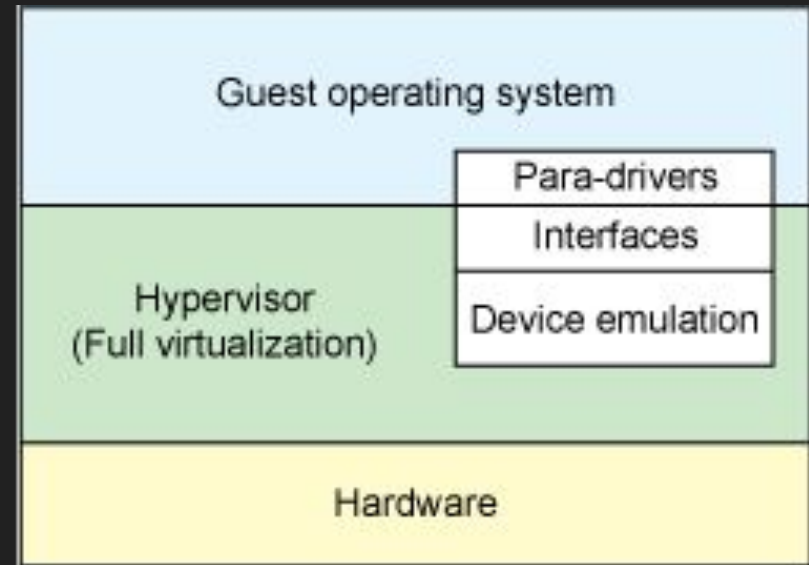 Guest operating system
Para-drivers
Interfaces
Hypervisor
(Full virtualization)
Device emulation
Hardware